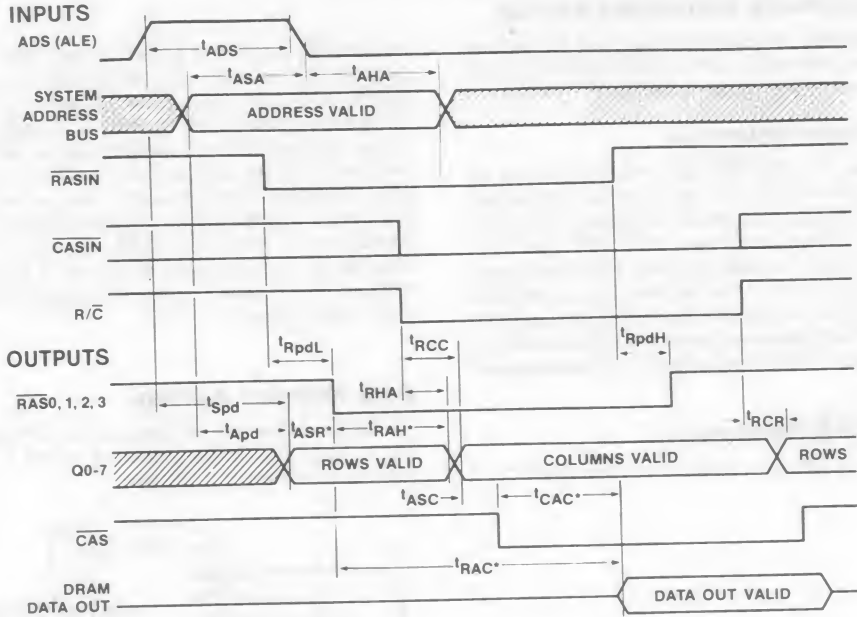 INPUTS
ADS (ALE)
tADS
tASA
tAHA
SYSTEM
ADDRESS
BUS
ADDRESS VALID
RASIN
CASIN
R/C
tRpdL
tRCC
tRpdH
OUTPUTS
tRHA
RAS0, 1, 2, 3
tSpd
tRCR
tApd
tASR*
tRAH*
Q0-7
ROWS VALID
COLUMNS VALID
ROWS
tASC
tCAC*
CAS
tRAC*
DRAM
DATA OUT
DATA OUT VALID